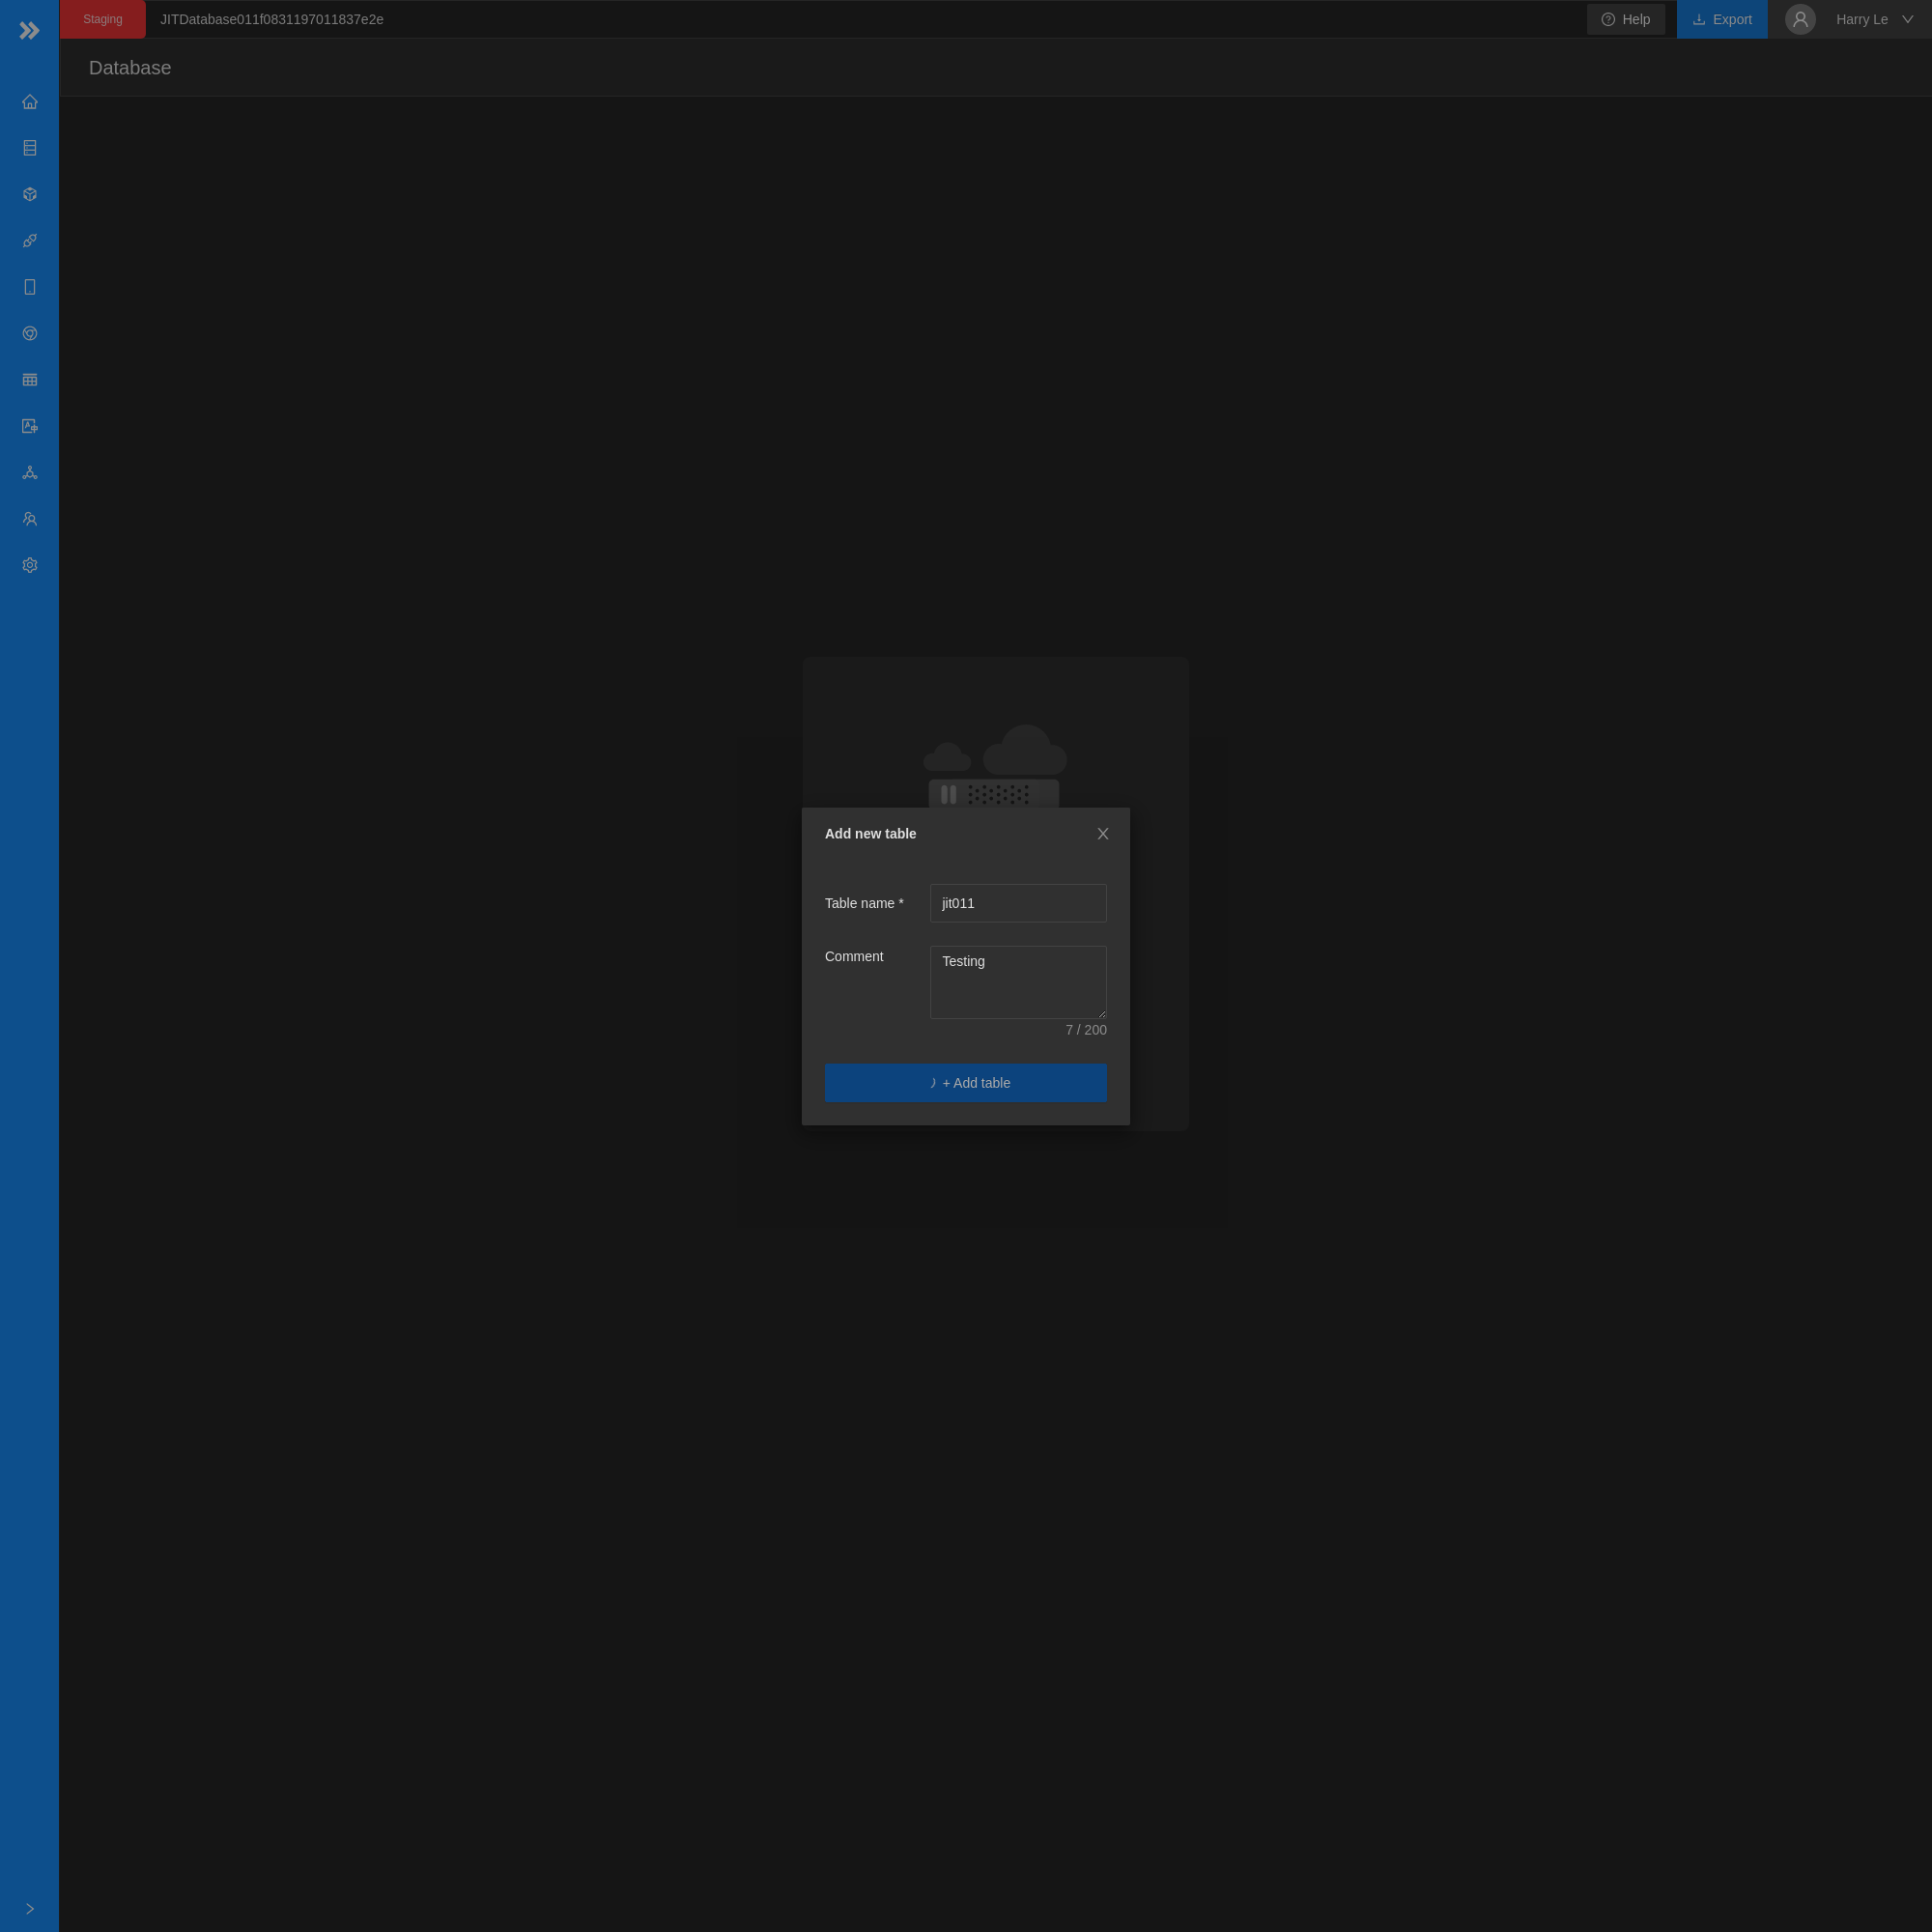 Staging
JITDatabase011f0831197011837e2e
Help
Export
Harry Le
Database
Add new table
Table name *
jit011
Comment
Testing
7 / 200
+ Add table